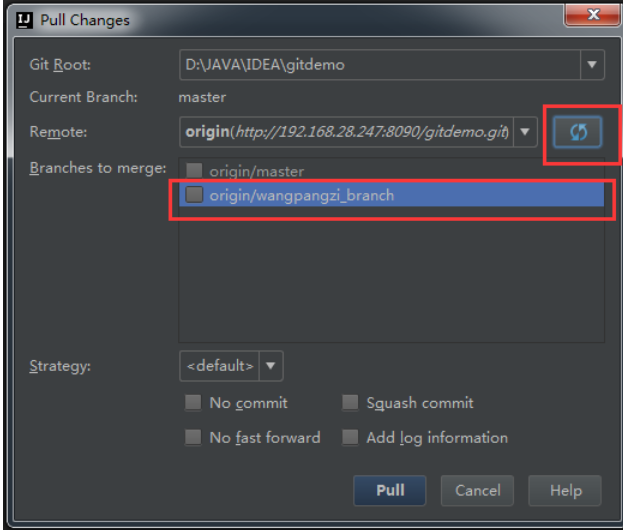 Pull Changes
Git Root: D:\JAVA\IDEA\gitdemo
Current Branch: master
Remote: origin(http://192.168.28.247:8090/gitdemo.git)
Branches to merge: origin/master
origin/wangpangzi_branch
Strategy: <default>
No commit Squash commit
No fast forward Add log information
Pull Cancel Help